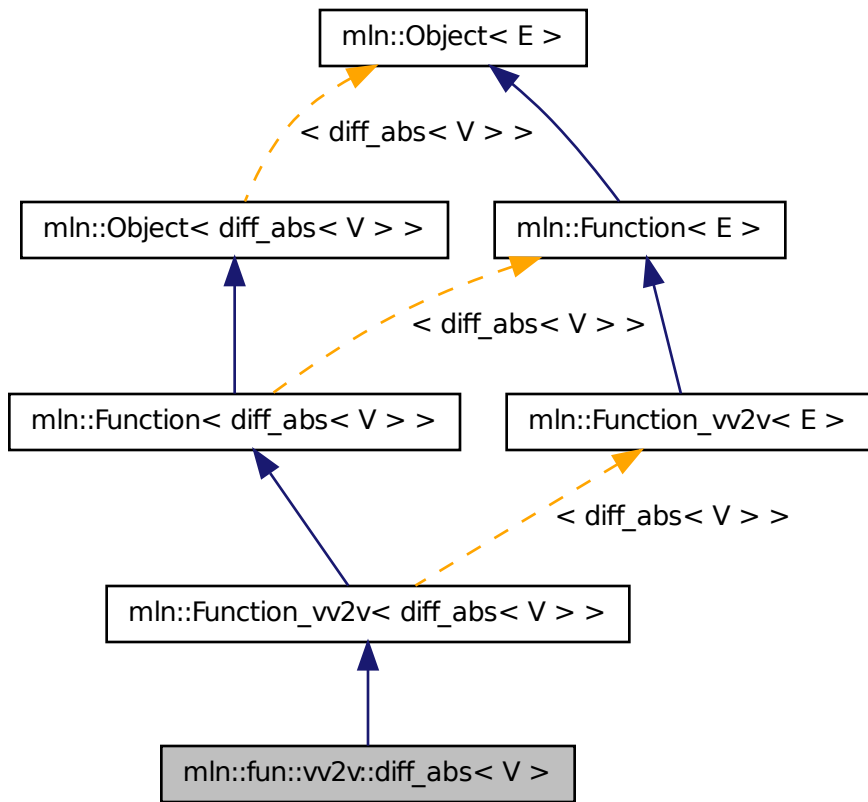 mln::Object< E >
< diff_abs< V > >
mln::Object< diff_abs< V > >
mln::Function< E >
< diff_abs< V > >
mln::Function< diff_abs< V > >
mln::Function_vv2v< E >
< diff_abs< V > >
mln::Function_vv2v< diff_abs< V > >
mln::fun::vv2v::diff_abs< V >